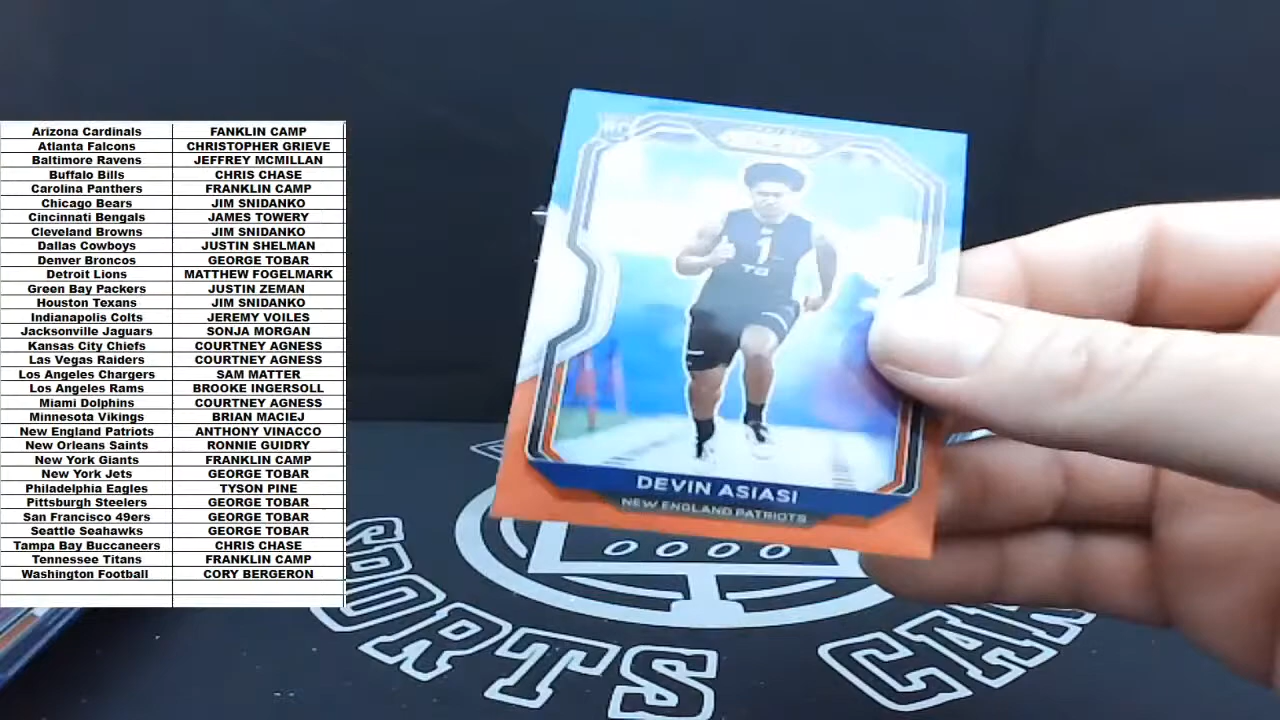 Arizona Cardinals FANKLIN CAMP
Atlanta Falcons CHRISTOPHER GRIEVE
Baltimore Ravens JEFFREY MCMILLAN
Buffalo Bills CHRIS CHASE
Carolina Panthers FRANKLIN CAMP
Chicago Bears JIM SNIDANKO
Cincinnati Bengals JAMES TOWERY
Cleveland Browns JIM SNIDANKO
Dallas Cowboys JUSTIN SHELMAN
Denver Broncos GEORGE TOBAR
Detroit Lions MATTHEW FOGELMARK
Green Bay Packers JUSTIN ZEMAN
Houston Texans JIM SNIDANKO
Indianapolis Colts JEREMY VOILES
Jacksonville Jaguars SONJA MORGAN
Kansas City Chiefs COURTNEY AGNESS
Las Vegas Raiders COURTNEY AGNESS
Los Angeles Chargers SAM MATTER
Los Angeles Rams BROOKE INGERSOLL
Miami Dolphins COURTNEY AGNESS
Minnesota Vikings BRIAN MACIEJ
New England Patriots ANTHONY VINACCO
New Orleans Saints RONNIE GUIDRY
New York Giants FRANKLIN CAMP
New York Jets GEORGE TOBAR
Philadelphia Eagles TYSON PINE
Pittsburgh Steelers GEORGE TOBAR
San Francisco 49ers GEORGE TOBAR
Seattle Seahawks GEORGE TOBAR
Tampa Bay Buccaneers CHRIS CHASE
Tennessee Titans FRANKLIN CAMP
Washington Football CORY BERGERON
1
TB
DEVIN ASIASI
NEW ENGLAND PATRIOTS
SPORTS